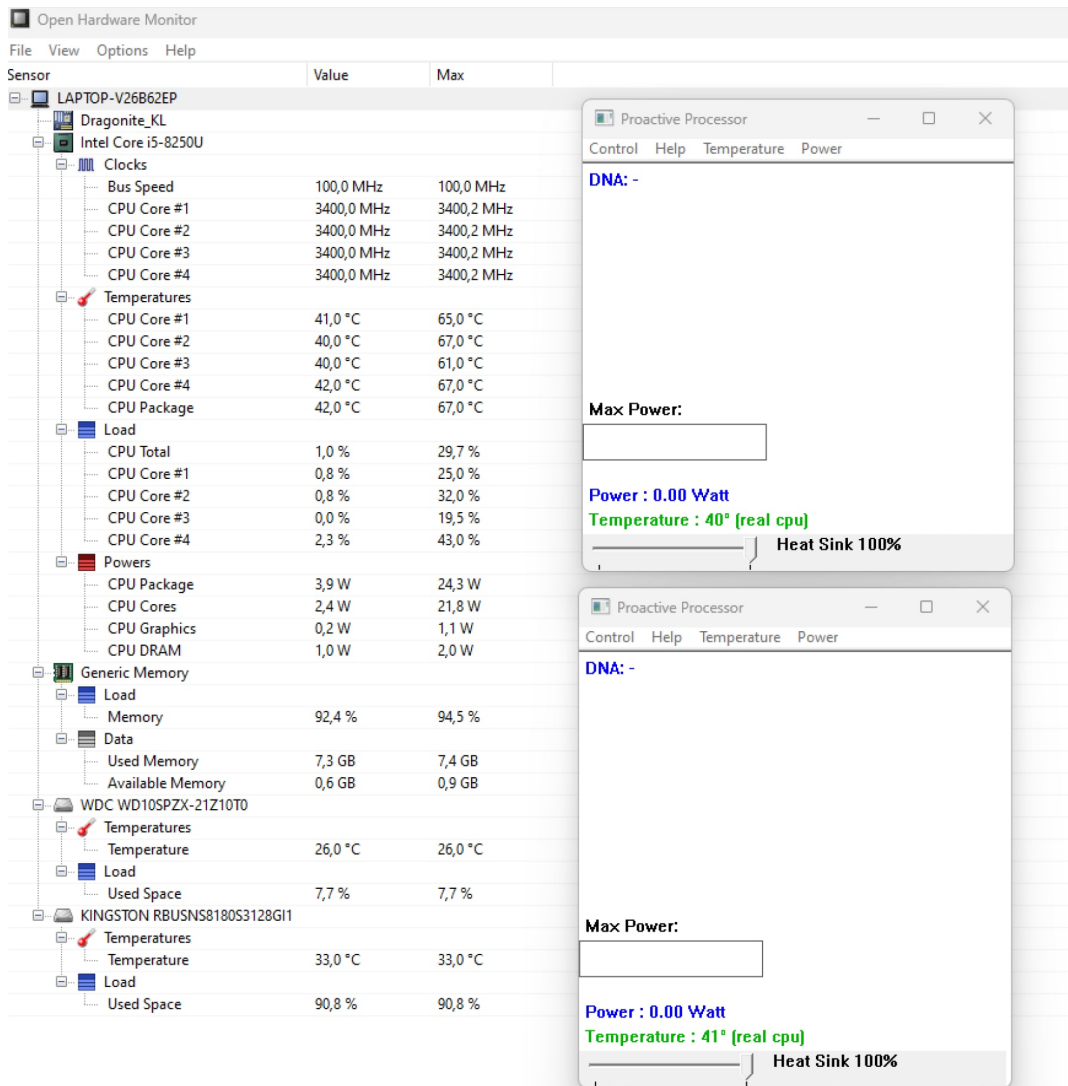 Open Hardware Monitor
File View Options Help
Sensor Value Max
LAPTOP-V26B62EP
Dragonite_KL
Intel Core i5-8250U
Clocks
Bus Speed 100,0 MHz 100,0 MHz
CPU Core #1 3400,0 MHz 3400,2 MHz
CPU Core #2 3400,0 MHz 3400,2 MHz
CPU Core #3 3400,0 MHz 3400,2 MHz
CPU Core #4 3400,0 MHz 3400,2 MHz
Temperatures
CPU Core #1 41,0 °C 65,0 °C
CPU Core #2 40,0 °C 67,0 °C
CPU Core #3 40,0 °C 61,0 °C
CPU Core #4 42,0 °C 67,0 °C
CPU Package 42,0 °C 67,0 °C
Load
CPU Total 1,0 % 29,7 %
CPU Core #1 0,8 % 25,0 %
CPU Core #2 0,8 % 32,0 %
CPU Core #3 0,0 % 19,5 %
CPU Core #4 2,3 % 43,0 %
Powers
CPU Package 3,9 W 24,3 W
CPU Cores 2,4 W 21,8 W
CPU Graphics 0,2 W 1,1 W
CPU DRAM 1,0 W 2,0 W
Generic Memory
Load
Memory 92,4 % 94,5 %
Data
Used Memory 7,3 GB 7,4 GB
Available Memory 0,6 GB 0,9 GB
WDC WD10SPZX-21Z10T0
Temperatures
Temperature 26,0 °C 26,0 °C
Load
Used Space 7,7 % 7,7 %
KINGSTON RBUSNS8180S3128GI1
Temperatures
Temperature 33,0 °C 33,0 °C
Load
Used Space 90,8 % 90,8 %
Proactive Processor
Control Help Temperature Power
DNA: -
Max Power:
Power : 0.00 Watt
Temperature : 40° (real cpu)
Heat Sink 100%
Proactive Processor
Control Help Temperature Power
DNA: -
Max Power:
Power : 0.00 Watt
Temperature : 41° (real cpu)
Heat Sink 100%